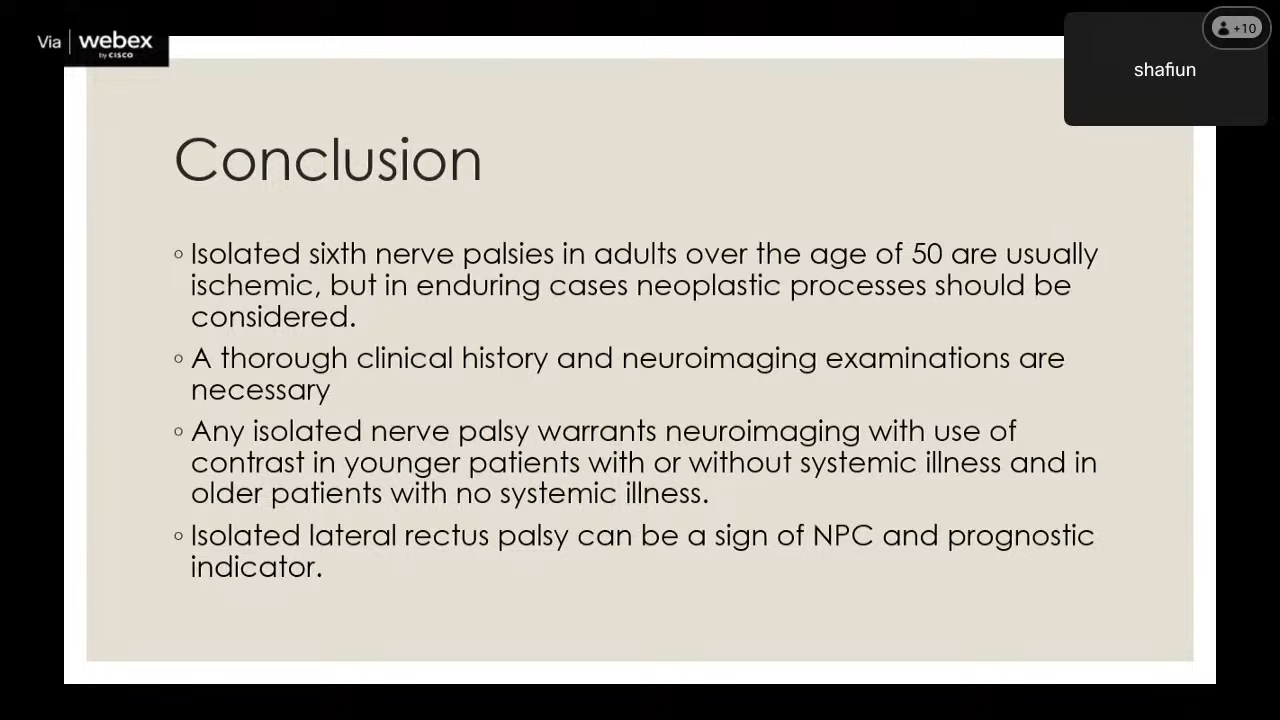 Via webex
by CISCO
+10
shafiun
Conclusion
◦ Isolated sixth nerve palsies in adults over the age of 50 are usually
ischemic, but in enduring cases neoplastic processes should be
considered.
◦ A thorough clinical history and neuroimaging examinations are
necessary
◦ Any isolated nerve palsy warrants neuroimaging with use of
contrast in younger patients with or without systemic illness and in
older patients with no systemic illness.
◦ Isolated lateral rectus palsy can be a sign of NPC and prognostic
indicator.